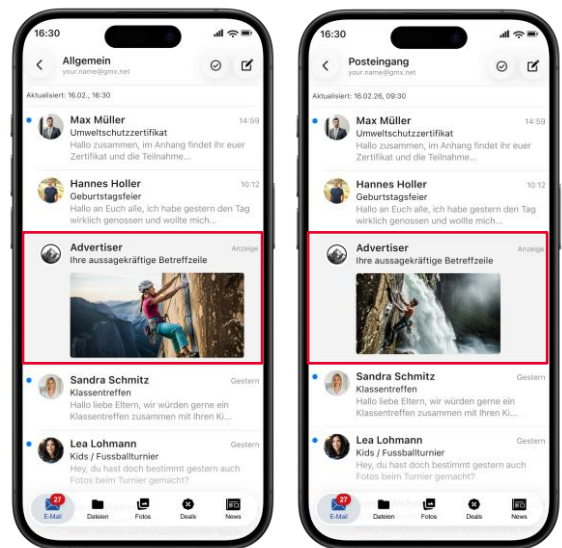 16:30
Allgemein
your.name@gmx.net
Aktualisiert: 16.02., 16:30
Max Müller 14:59
Umweltschutzzertifikat
Hallo zusammen, im Anhang findet ihr euer
Zertifikat und die Teilnahme...
Hannes Holler 10:12
Geburtstagsfeier
Hallo an Euch alle, ich habe gestern den Tag
wirklich genossen und wollte mich...
Advertiser Anzeige
Ihre aussagekräftige Betreffzeile
Sandra Schmitz Gestern
Klassentreffen
Hallo liebe Eltern, wir würden gerne ein
Klassentreffen zusammen mit Ihren Ki...
Lea Lohmann Gestern
Kids / Fussballturnier
Hey, du hast doch bestimmt gestern auch
Fotos beim Turnier gemacht?
27
E-Mail Dateien Fotos Deals News
16:30
Posteingang
your.name@gmx.net
Aktualisiert: 16.02.26, 09:30
Max Müller 14:59
Umweltschutzzertifikat
Hallo zusammen, im Anhang findet ihr euer
Zertifikat und die Teilnahme...
Hannes Holler 10:12
Geburtstagsfeier
Hallo an Euch alle, ich habe gestern den Tag
wirklich genossen und wollte mich...
Advertiser Anzeige
Ihre aussagekräftige Betreffzeile
Sandra Schmitz Gestern
Klassentreffen
Hallo liebe Eltern, wir würden gerne ein
Klassentreffen zusammen mit Ihren Ki...
Lea Lohmann Gestern
Kids / Fussballturnier
Hey, du hast doch bestimmt gestern auch
Fotos beim Turnier gemacht?
27
E-Mail Dateien Fotos Deals News